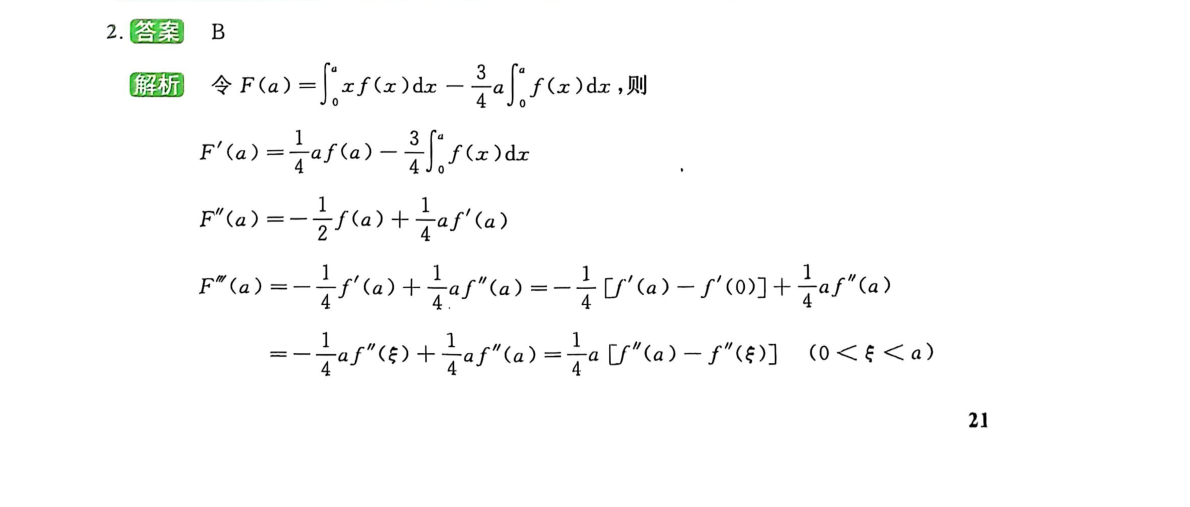 2. 答案 B
解析 令 F(a)=∫₀ᵃ xf(x)dx − 3/4 a∫₀ᵃ f(x)dx,则
F′(a)=1/4 af(a)−3/4 ∫₀ᵃ f(x)dx
F″(a)=−1/2 f(a)+1/4 af′(a)
F‴(a)=−1/4 f′(a)+1/4 af″(a)=−1/4 [f′(a)−f′(0)]+1/4 af″(a)
=−1/4 af″(ξ)+1/4 af″(a)=1/4 a[f″(a)−f″(ξ)] (0<ξ<a)
21